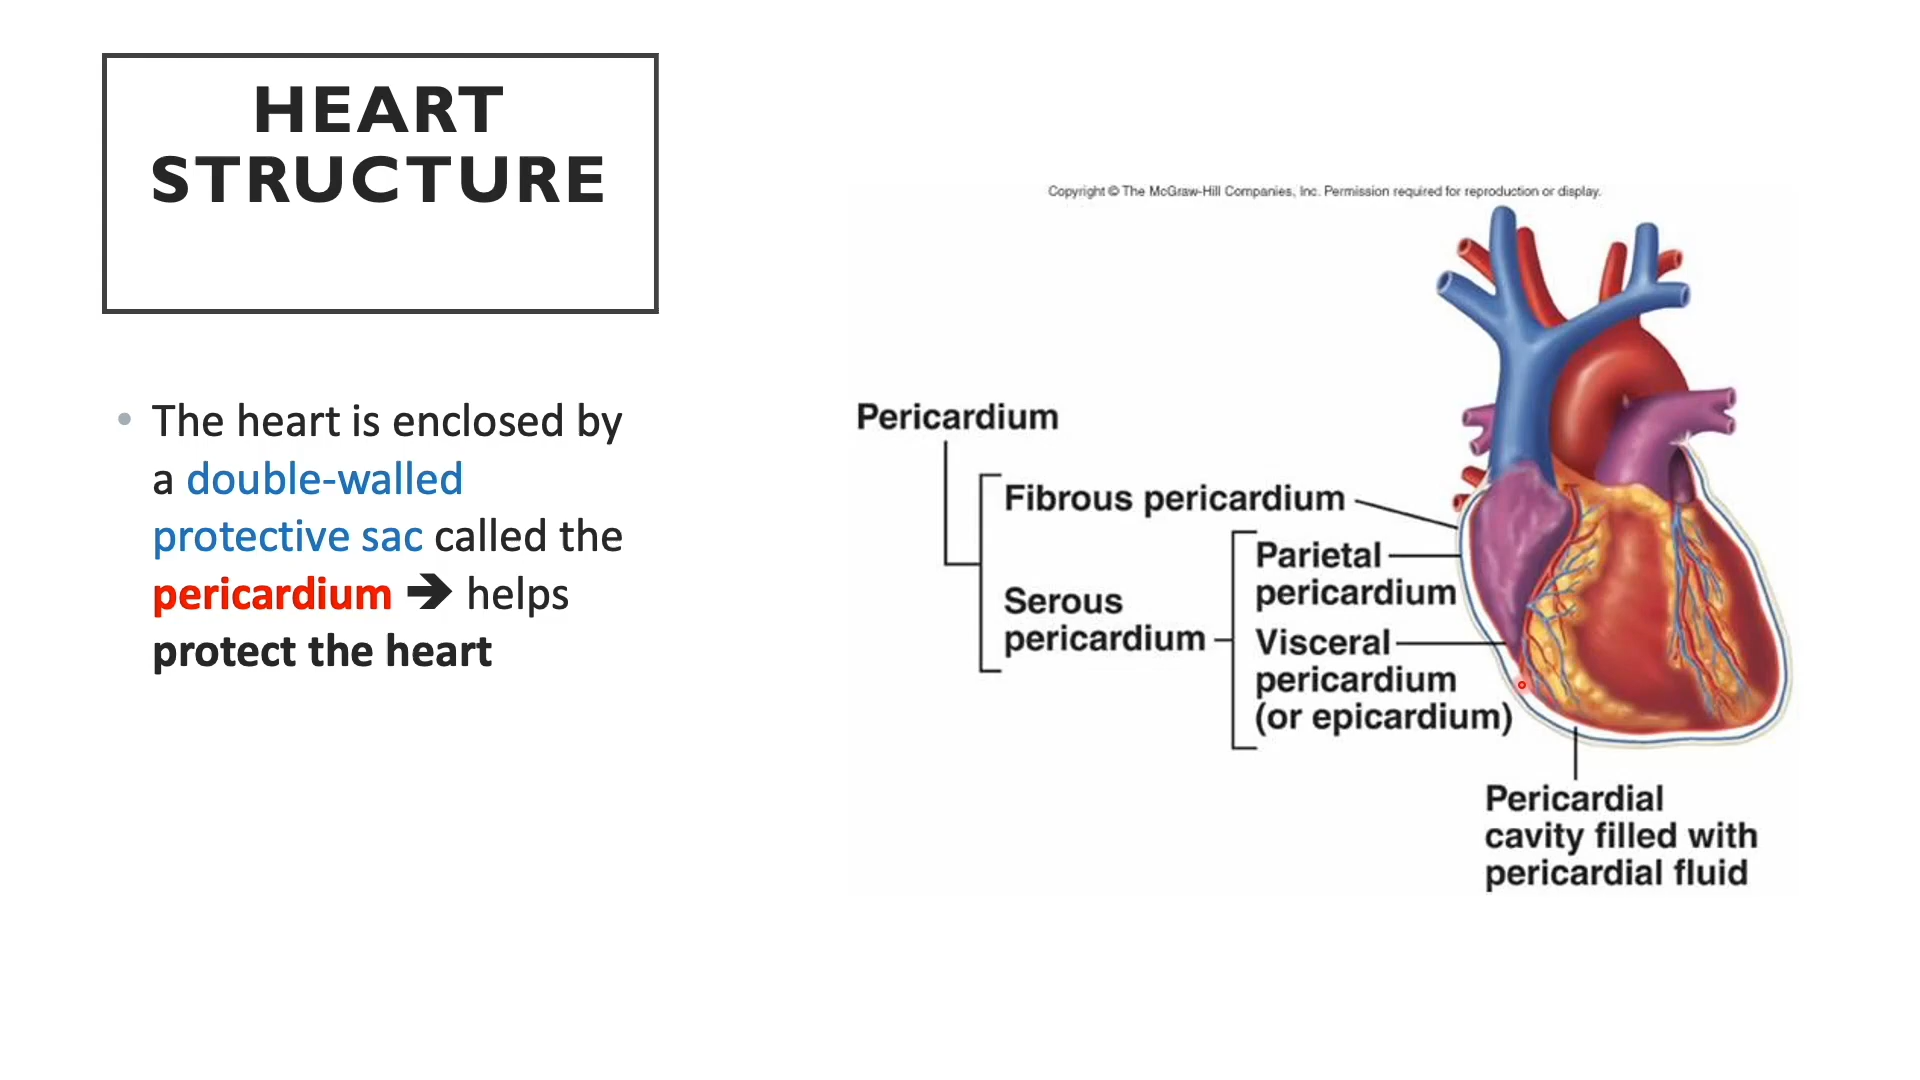 HEART
STRUCTURE
• The heart is enclosed by
a double-walled
protective sac called the
pericardium ➔ helps
protect the heart
Copyright © The McGraw-Hill Companies, Inc. Permission required for reproduction or display.
Pericardium
Fibrous pericardium
Serous
pericardium
Parietal
pericardium
Visceral
pericardium
(or epicardium)
Pericardial
cavity filled with
pericardial fluid